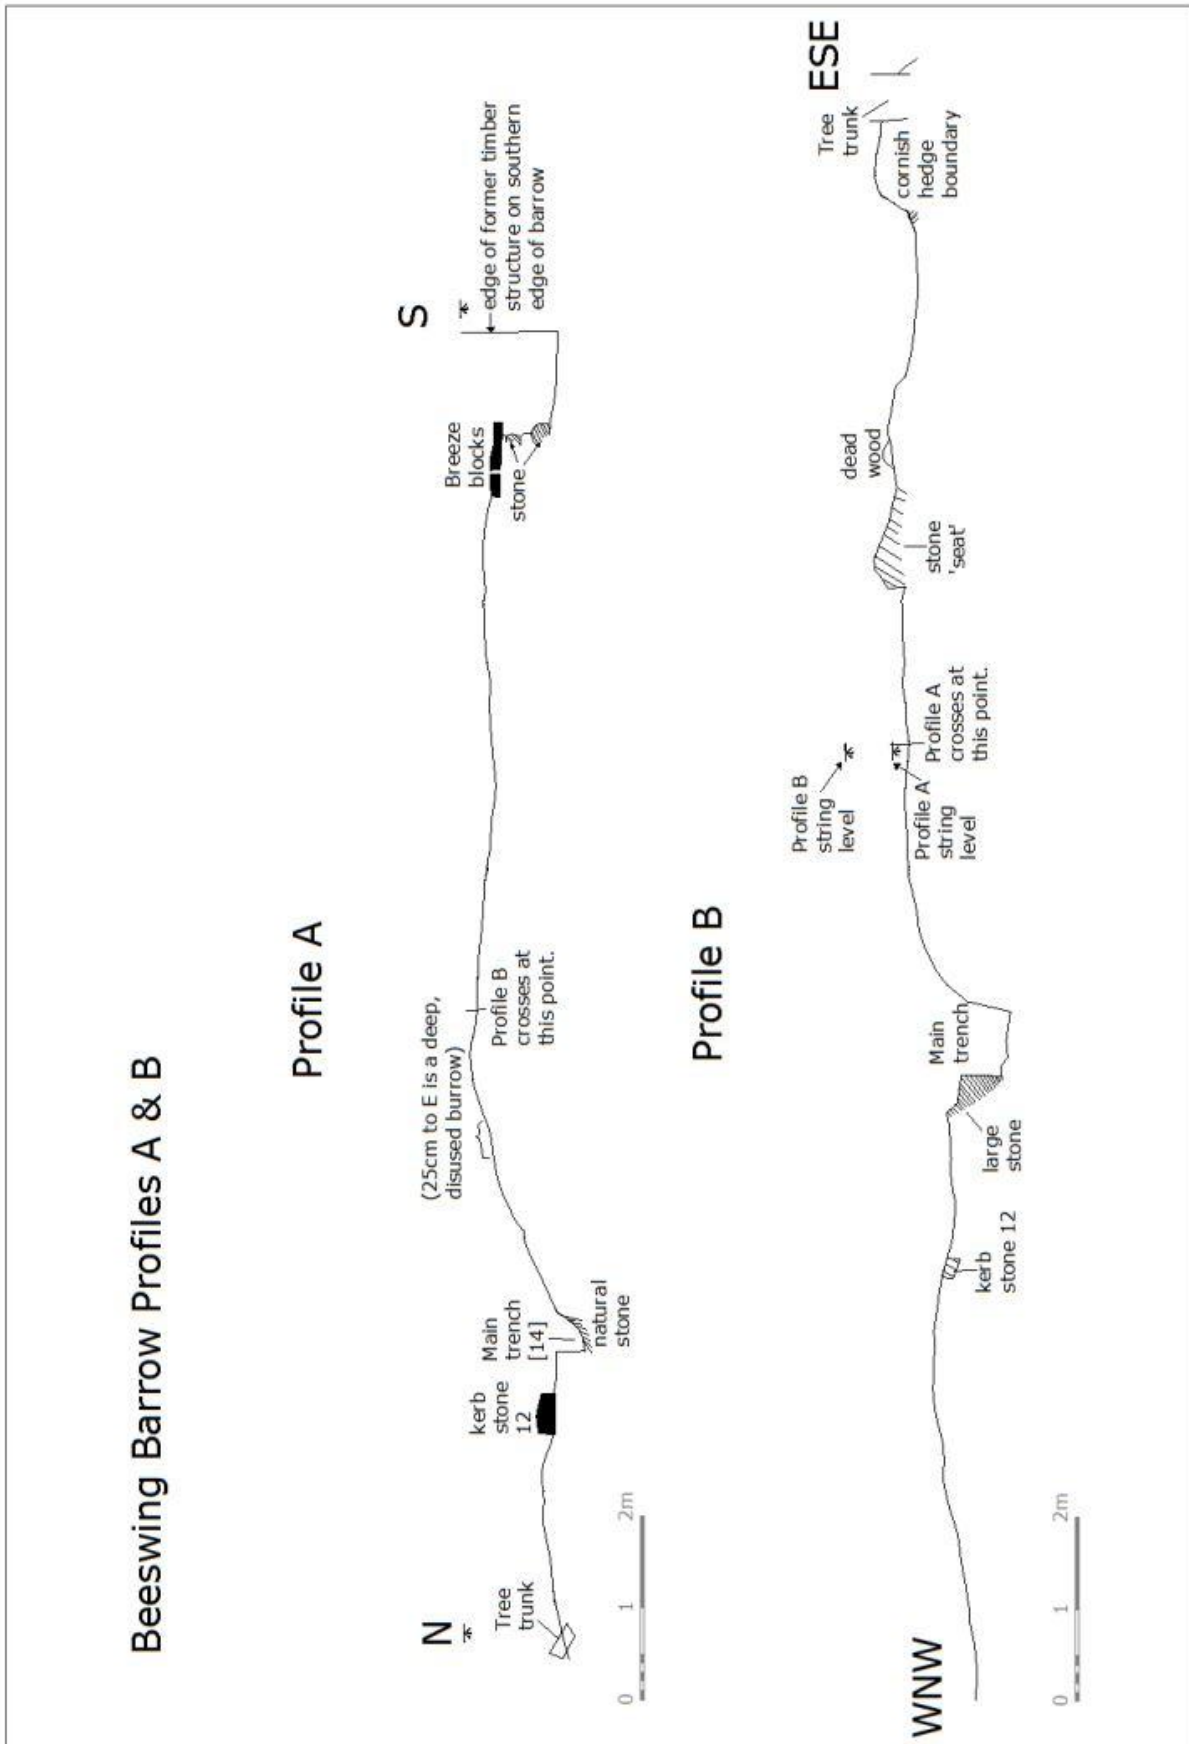 Beeswing Barrow Profiles A & B
Profile A
N
S
Tree
trunk
kerb
stone
12
Main
trench
[14]
natural
stone
(25cm to E is a deep,
disused burrow)
Profile B
crosses at
this point.
Breeze
blocks
stone
edge of former timber
structure on southern
edge of barrow
0
1
2m
Profile B
WNW
ESE
kerb
stone 12
large
stone
Main
trench
Profile B
string
level
Profile A
string
level
Profile A
crosses at
this point.
stone
'seat'
dead
wood
Tree
trunk
cornish
hedge
boundary
0
1
2m